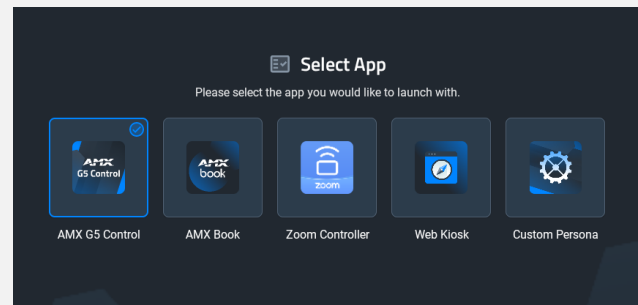 Select App
Please select the app you would like to launch with.
AMX
G5 Control
AMX
book
zoom
AMX G5 Control
AMX Book
Zoom Controller
Web Kiosk
Custom Persona